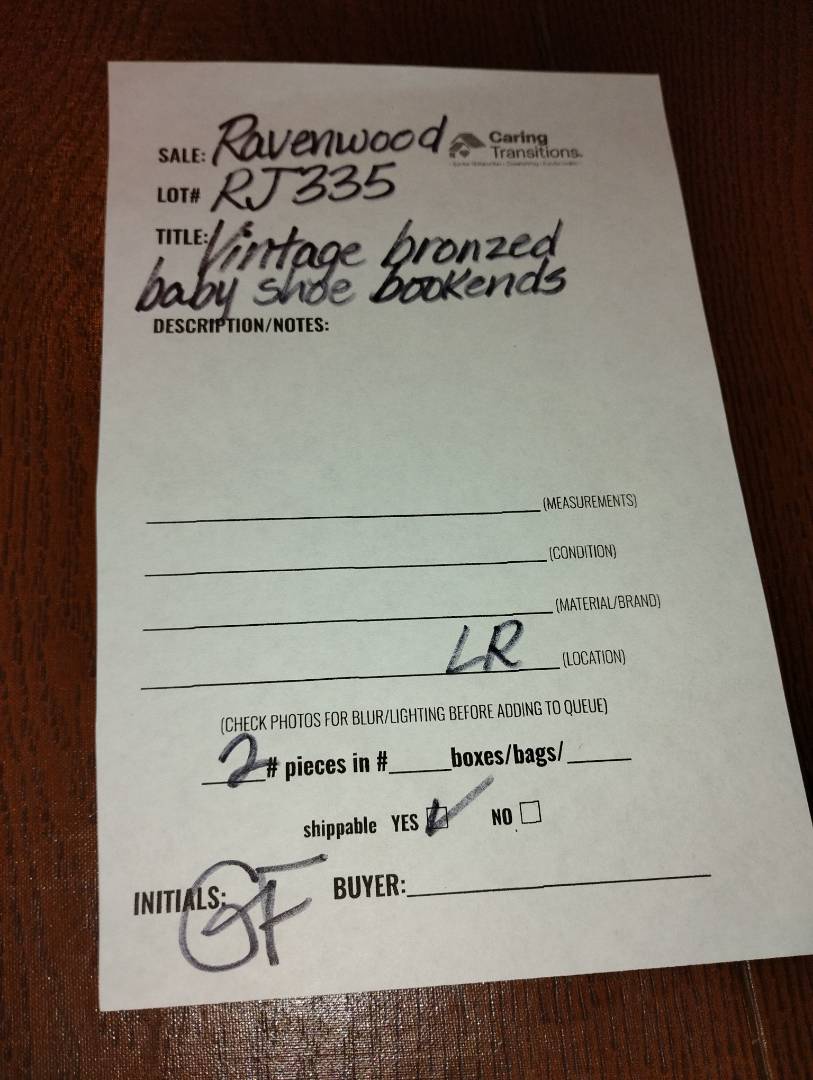 SALE: Ravenwood Caring Transitions.
LOT# RJ335
TITLE: Vintage bronzed
baby shoe bookends
DESCRIPTION/NOTES:
(MEASUREMENTS)
(CONDITION)
(MATERIAL/BRAND)
LR (LOCATION)
(CHECK PHOTOS FOR BLUR/LIGHTING BEFORE ADDING TO QUEUE)
2 # pieces in #_____ boxes/bags/_____
shippable YES NO
INITIALS: GF BUYER: